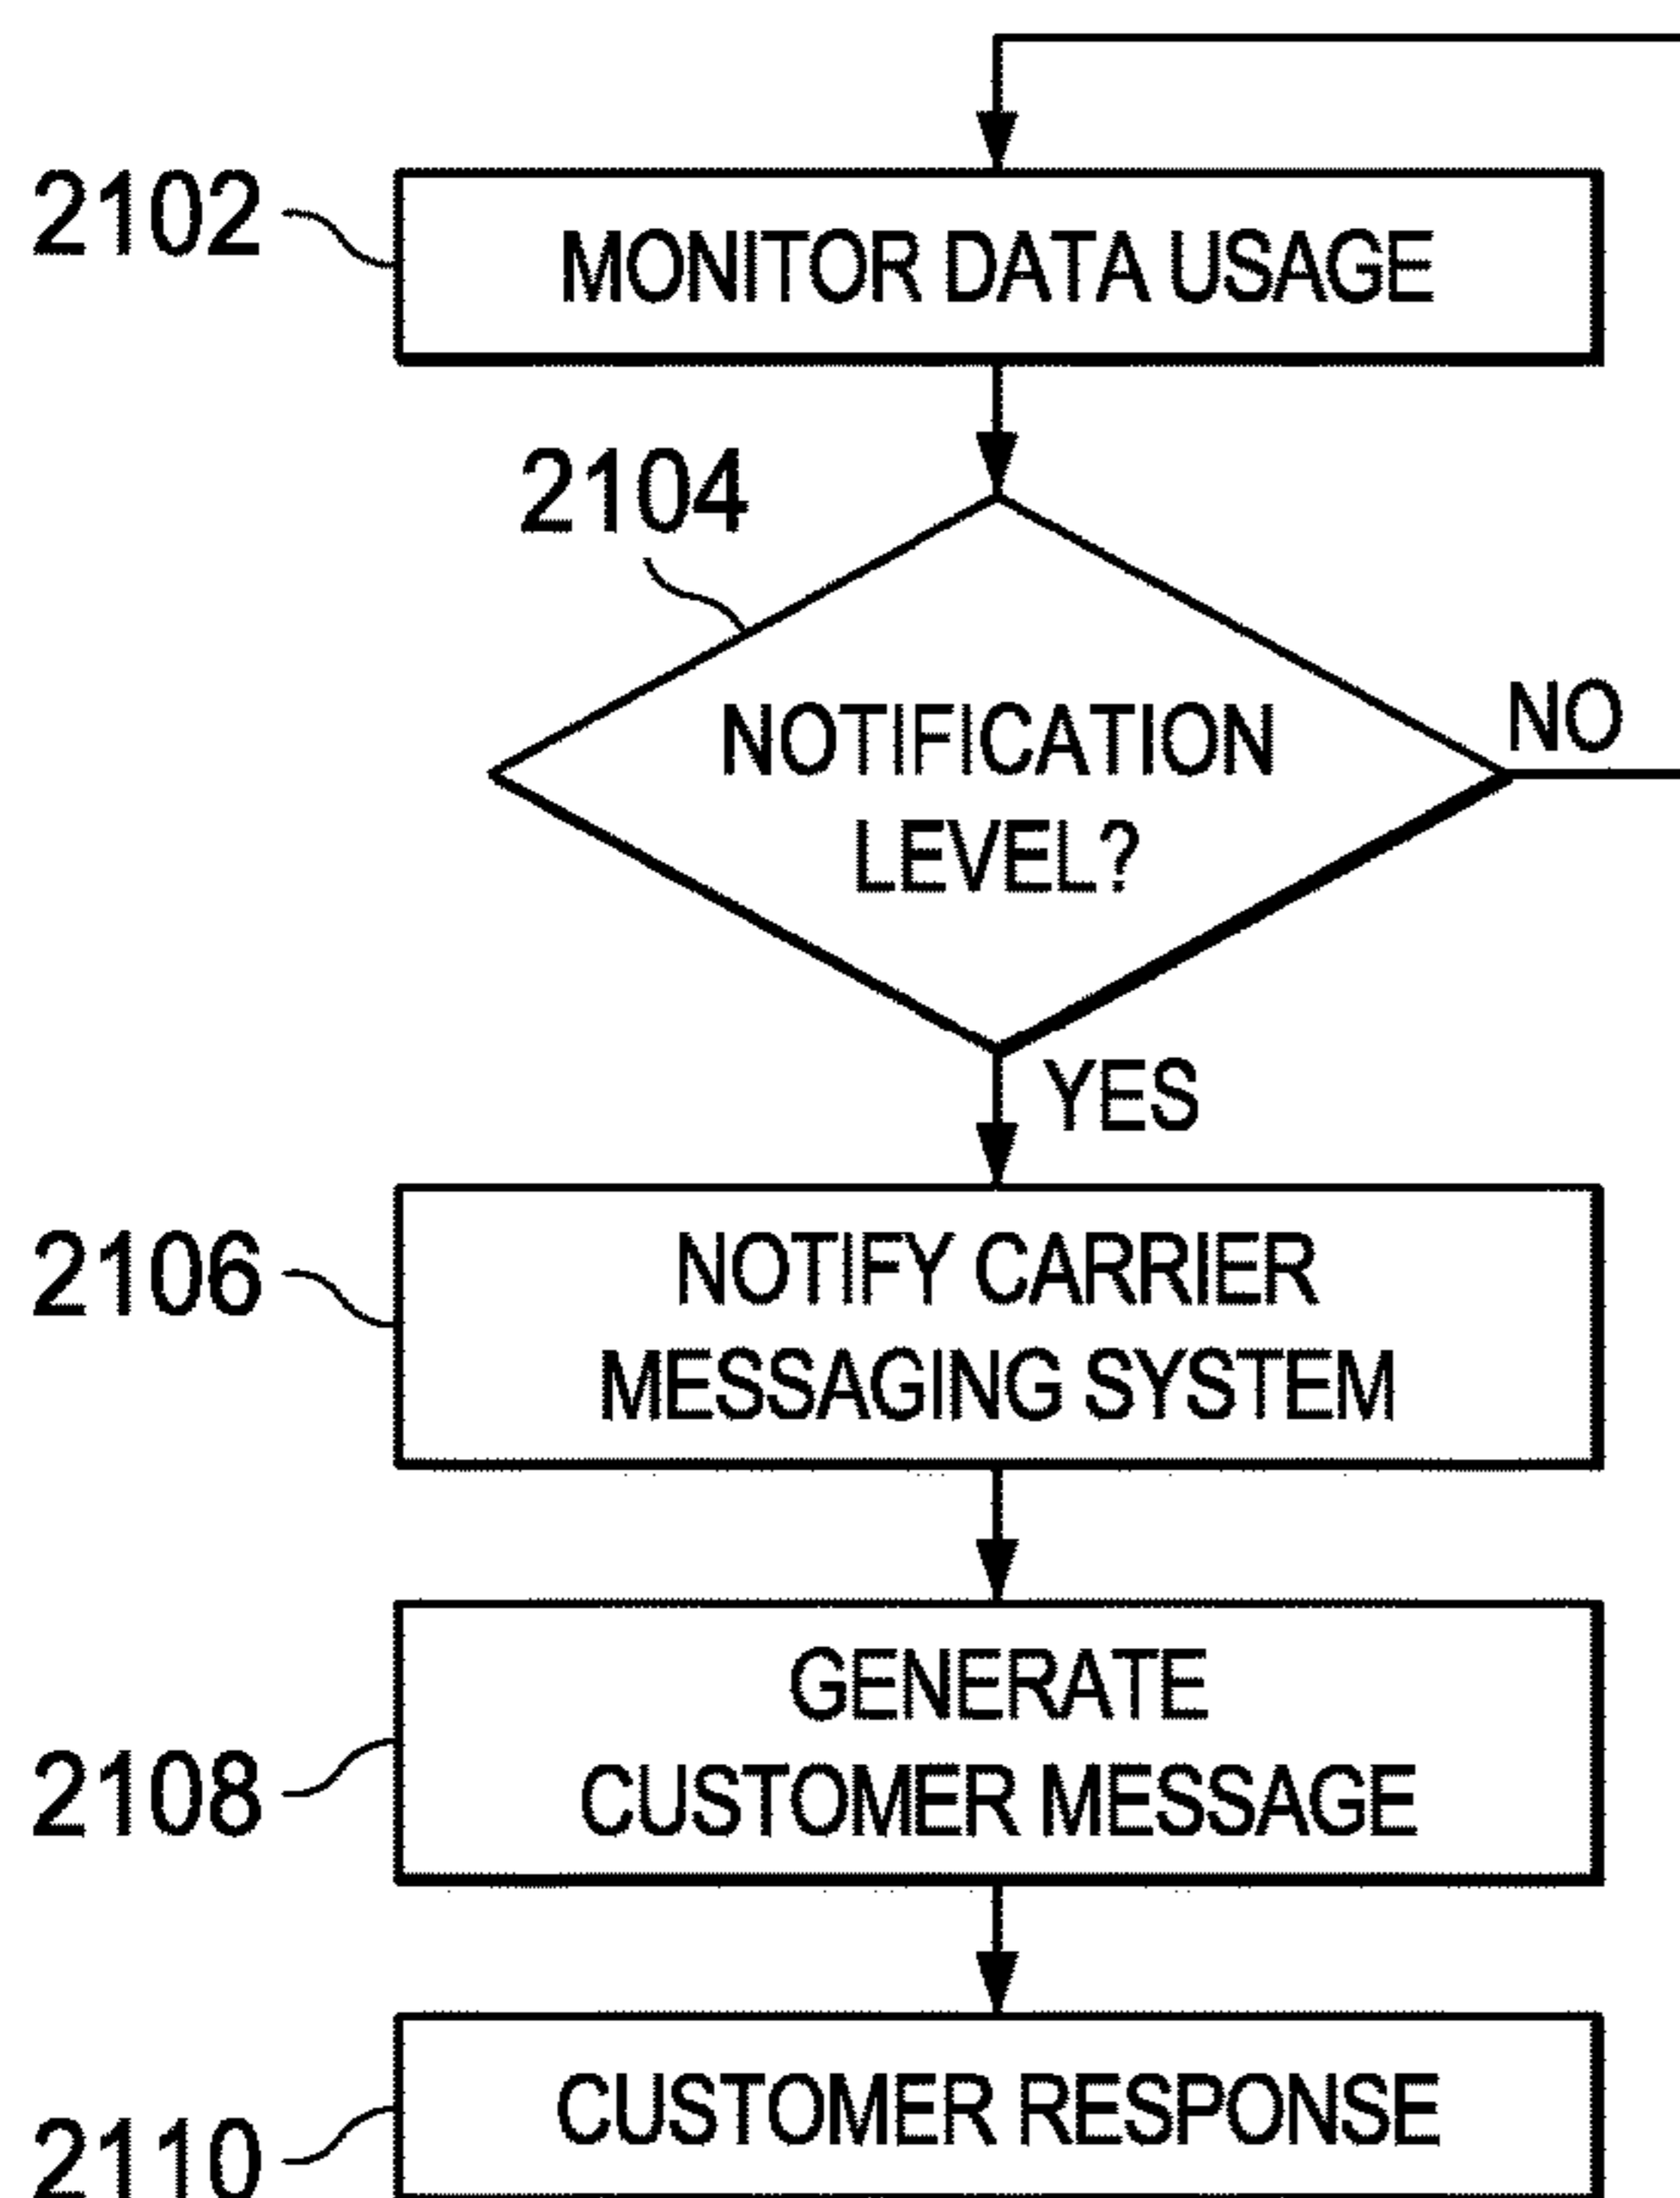 2102
MONITOR DATA USAGE
2104
NOTIFICATION
LEVEL?
NO
YES
2106
NOTIFY CARRIER
MESSAGING SYSTEM
2108
GENERATE
CUSTOMER MESSAGE
2110
CUSTOMER RESPONSE